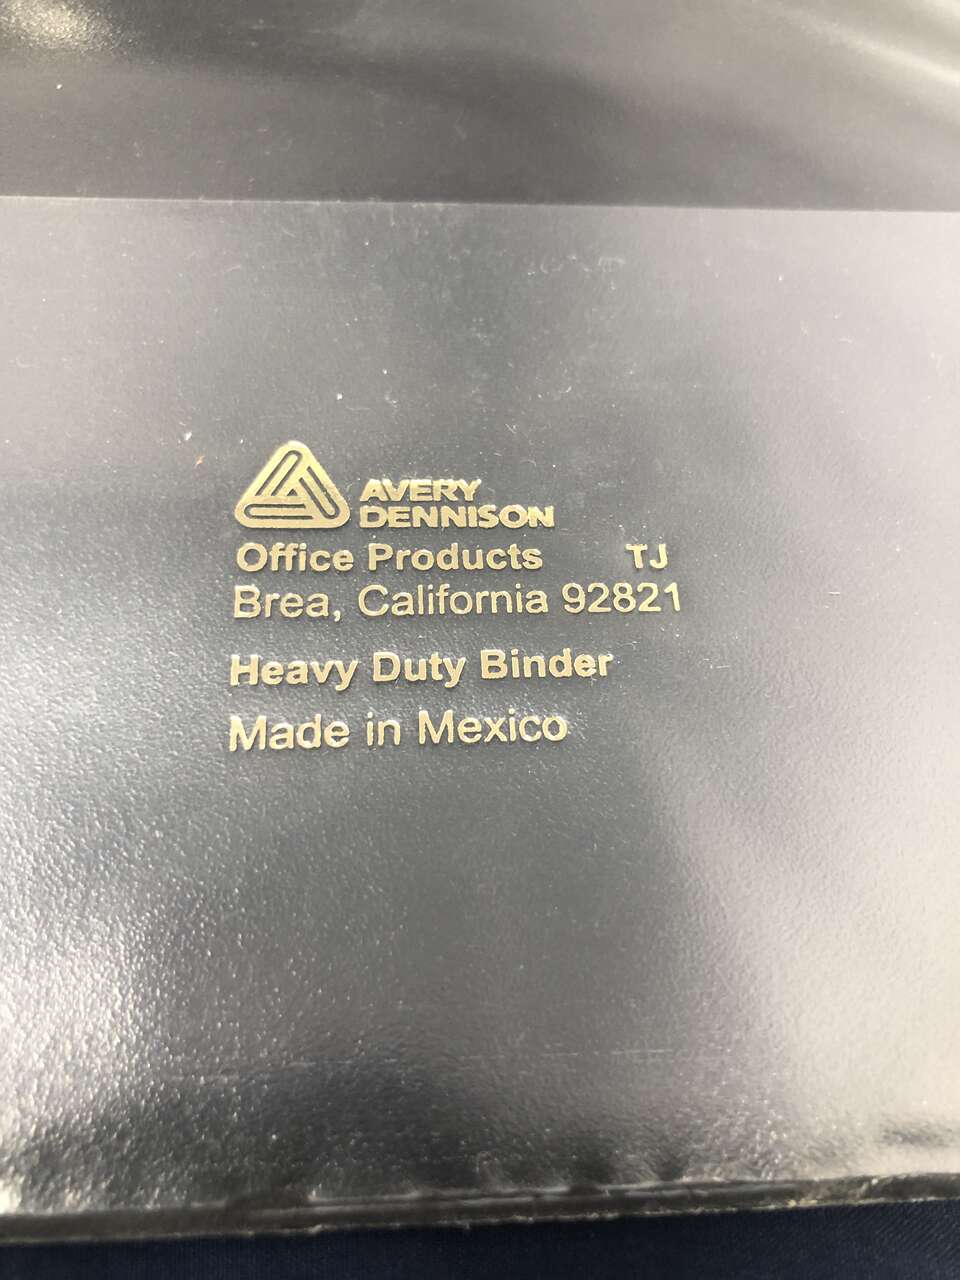 AVERY
DENNISON
Office Products TJ
Brea, California 92821
Heavy Duty Binder
Made in Mexico